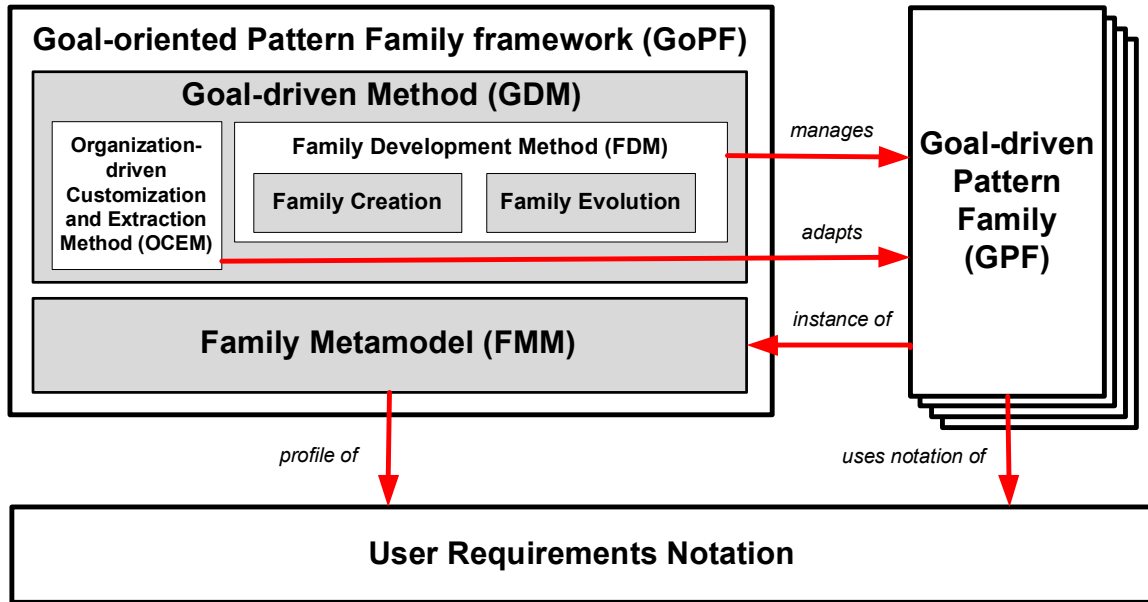 Goal-oriented Pattern Family framework (GoPF)
Goal-driven Method (GDM)
Organization-
driven
Customization
and Extraction
Method (OCEM)
Family Development Method (FDM)
Family Creation
Family Evolution
manages
adapts
instance of
Goal-driven
Pattern
Family
(GPF)
Family Metamodel (FMM)
profile of
uses notation of
User Requirements Notation